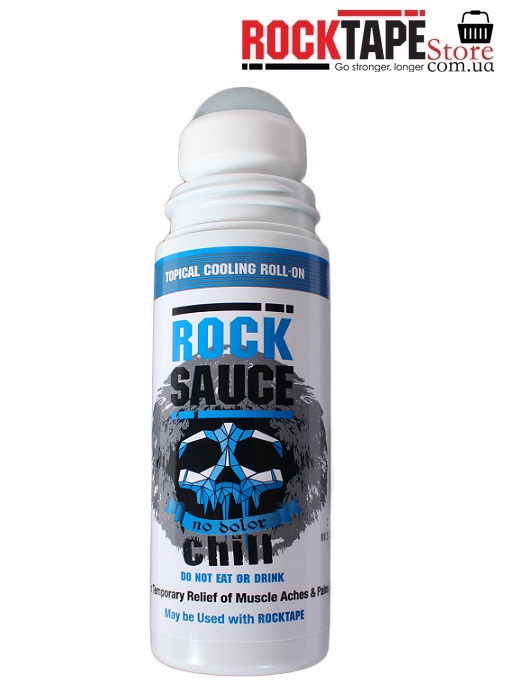 ROCKTAPE
Store
Go stronger, longer
com.ua
TOPICAL COOLING ROLL-ON
ROCK
SAUCE
no dolor
chill
DO NOT EAT OR DRINK
Temporary Relief of Muscle Aches & Pains
May be Used with ROCKTAPE